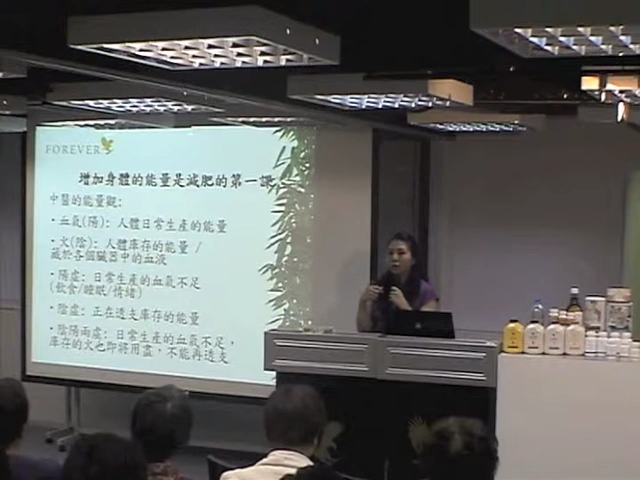 FOREVER
增加身體的能量是減肥的第一課
中醫的能量觀:
•血氣(陽): 人體日常生產的能量
•火(陰): 人體庫存的能量 /
藏於各個臟器中的血液
•陽虛: 日常生產的血氣不足
(飲食/睡眠/情緒)
•陰虛: 正在透支庫存的能量
•陰陽兩虛: 日常生產的血氣不足,
庫存的火也即將用盡, 不能再透支